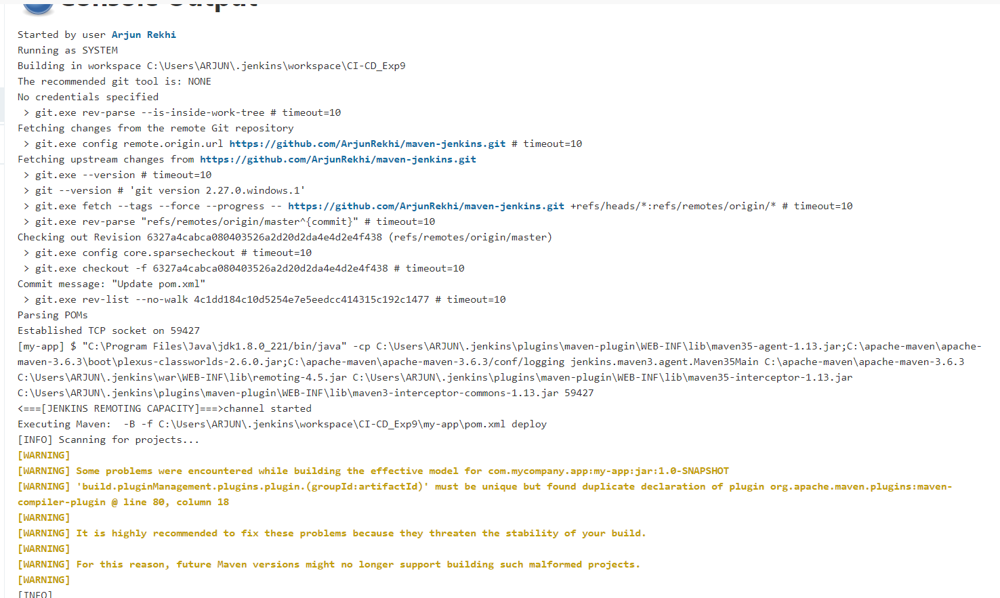 Console Output
Started by user Arjun Rekhi
Running as SYSTEM
Building in workspace C:\Users\ARJUN\.jenkins\workspace\CI-CD_Exp9
The recommended git tool is: NONE
No credentials specified
 > git.exe rev-parse --is-inside-work-tree # timeout=10
Fetching changes from the remote Git repository
 > git.exe config remote.origin.url https://github.com/ArjunRekhi/maven-jenkins.git # timeout=10
Fetching upstream changes from https://github.com/ArjunRekhi/maven-jenkins.git
 > git.exe --version # timeout=10
 > git --version # 'git version 2.27.0.windows.1'
 > git.exe fetch --tags --force --progress -- https://github.com/ArjunRekhi/maven-jenkins.git +refs/heads/*:refs/remotes/origin/* # timeout=10
 > git.exe rev-parse "refs/remotes/origin/master^{commit}" # timeout=10
Checking out Revision 6327a4cabca080403526a2d20d2da4e4d2e4f438 (refs/remotes/origin/master)
 > git.exe config core.sparsecheckout # timeout=10
 > git.exe checkout -f 6327a4cabca080403526a2d20d2da4e4d2e4f438 # timeout=10
Commit message: "Update pom.xml"
 > git.exe rev-list --no-walk 4c1dd184c10d5254e7e5eedcc414315c192c1477 # timeout=10
Parsing POMs
Established TCP socket on 59427
[my-app] $ "C:\Program Files\Java\jdk1.8.0_221/bin/java" -cp C:\Users\ARJUN\.jenkins\plugins\maven-plugin\WEB-INF\lib\maven35-agent-1.13.jar;C:\apache-maven\apache-
maven-3.6.3\boot\plexus-classworlds-2.6.0.jar;C:\apache-maven\apache-maven-3.6.3/conf/logging jenkins.maven3.agent.Maven35Main C:\apache-maven\apache-maven-3.6.3
C:\Users\ARJUN\.jenkins\war\WEB-INF\lib\remoting-4.5.jar C:\Users\ARJUN\.jenkins\plugins\maven-plugin\WEB-INF\lib\maven35-interceptor-1.13.jar
C:\Users\ARJUN\.jenkins\plugins\maven-plugin\WEB-INF\lib\maven3-interceptor-commons-1.13.jar 59427
<===[JENKINS REMOTING CAPACITY]===>channel started
Executing Maven:  -B -f C:\Users\ARJUN\.jenkins\workspace\CI-CD_Exp9\my-app\pom.xml deploy
[INFO] Scanning for projects...
[WARNING]
[WARNING] Some problems were encountered while building the effective model for com.mycompany.app:my-app:jar:1.0-SNAPSHOT
[WARNING] 'build.pluginManagement.plugins.plugin.(groupId:artifactId)' must be unique but found duplicate declaration of plugin org.apache.maven.plugins:maven-
compiler-plugin @ line 80, column 18
[WARNING]
[WARNING] It is highly recommended to fix these problems because they threaten the stability of your build.
[WARNING]
[WARNING] For this reason, future Maven versions might no longer support building such malformed projects.
[WARNING]
[INFO]